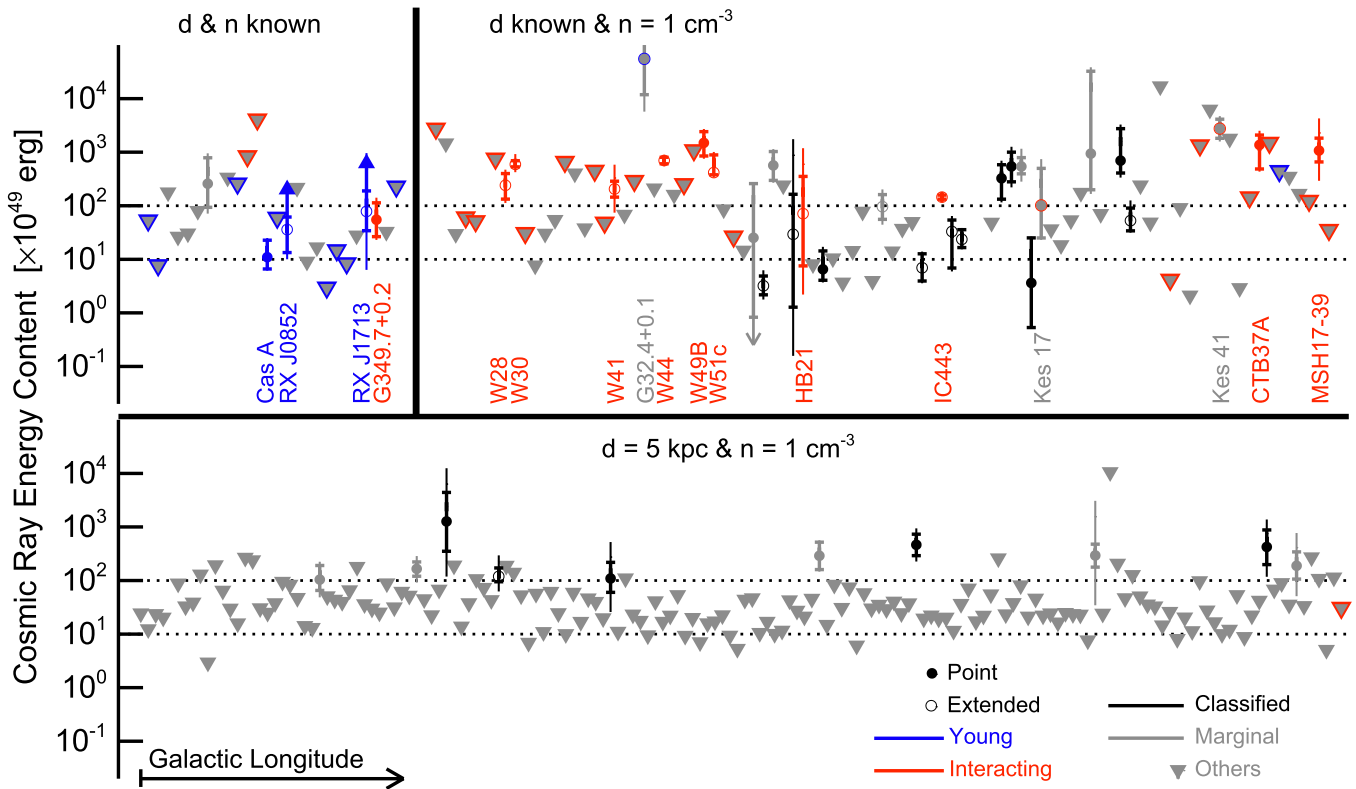 d & n known
d known & n = 1 cm-3
Cosmic Ray Energy Content [×10^49 erg]
10^4
10^3
10^2
10^1
10^0
10^-1
Cas A
RX J0852
RX J1713
G349.7+0.2
W28
W30
W41
G32.4+0.1
W44
W49B
W51c
HB21
IC443
Kes 17
Kes 41
CTB37A
MSH17-39
d = 5 kpc & n = 1 cm-3
10^4
10^3
10^2
10^1
10^0
10^-1
Galactic Longitude
Point
Extended
Young
Interacting
Classified
Marginal
Others